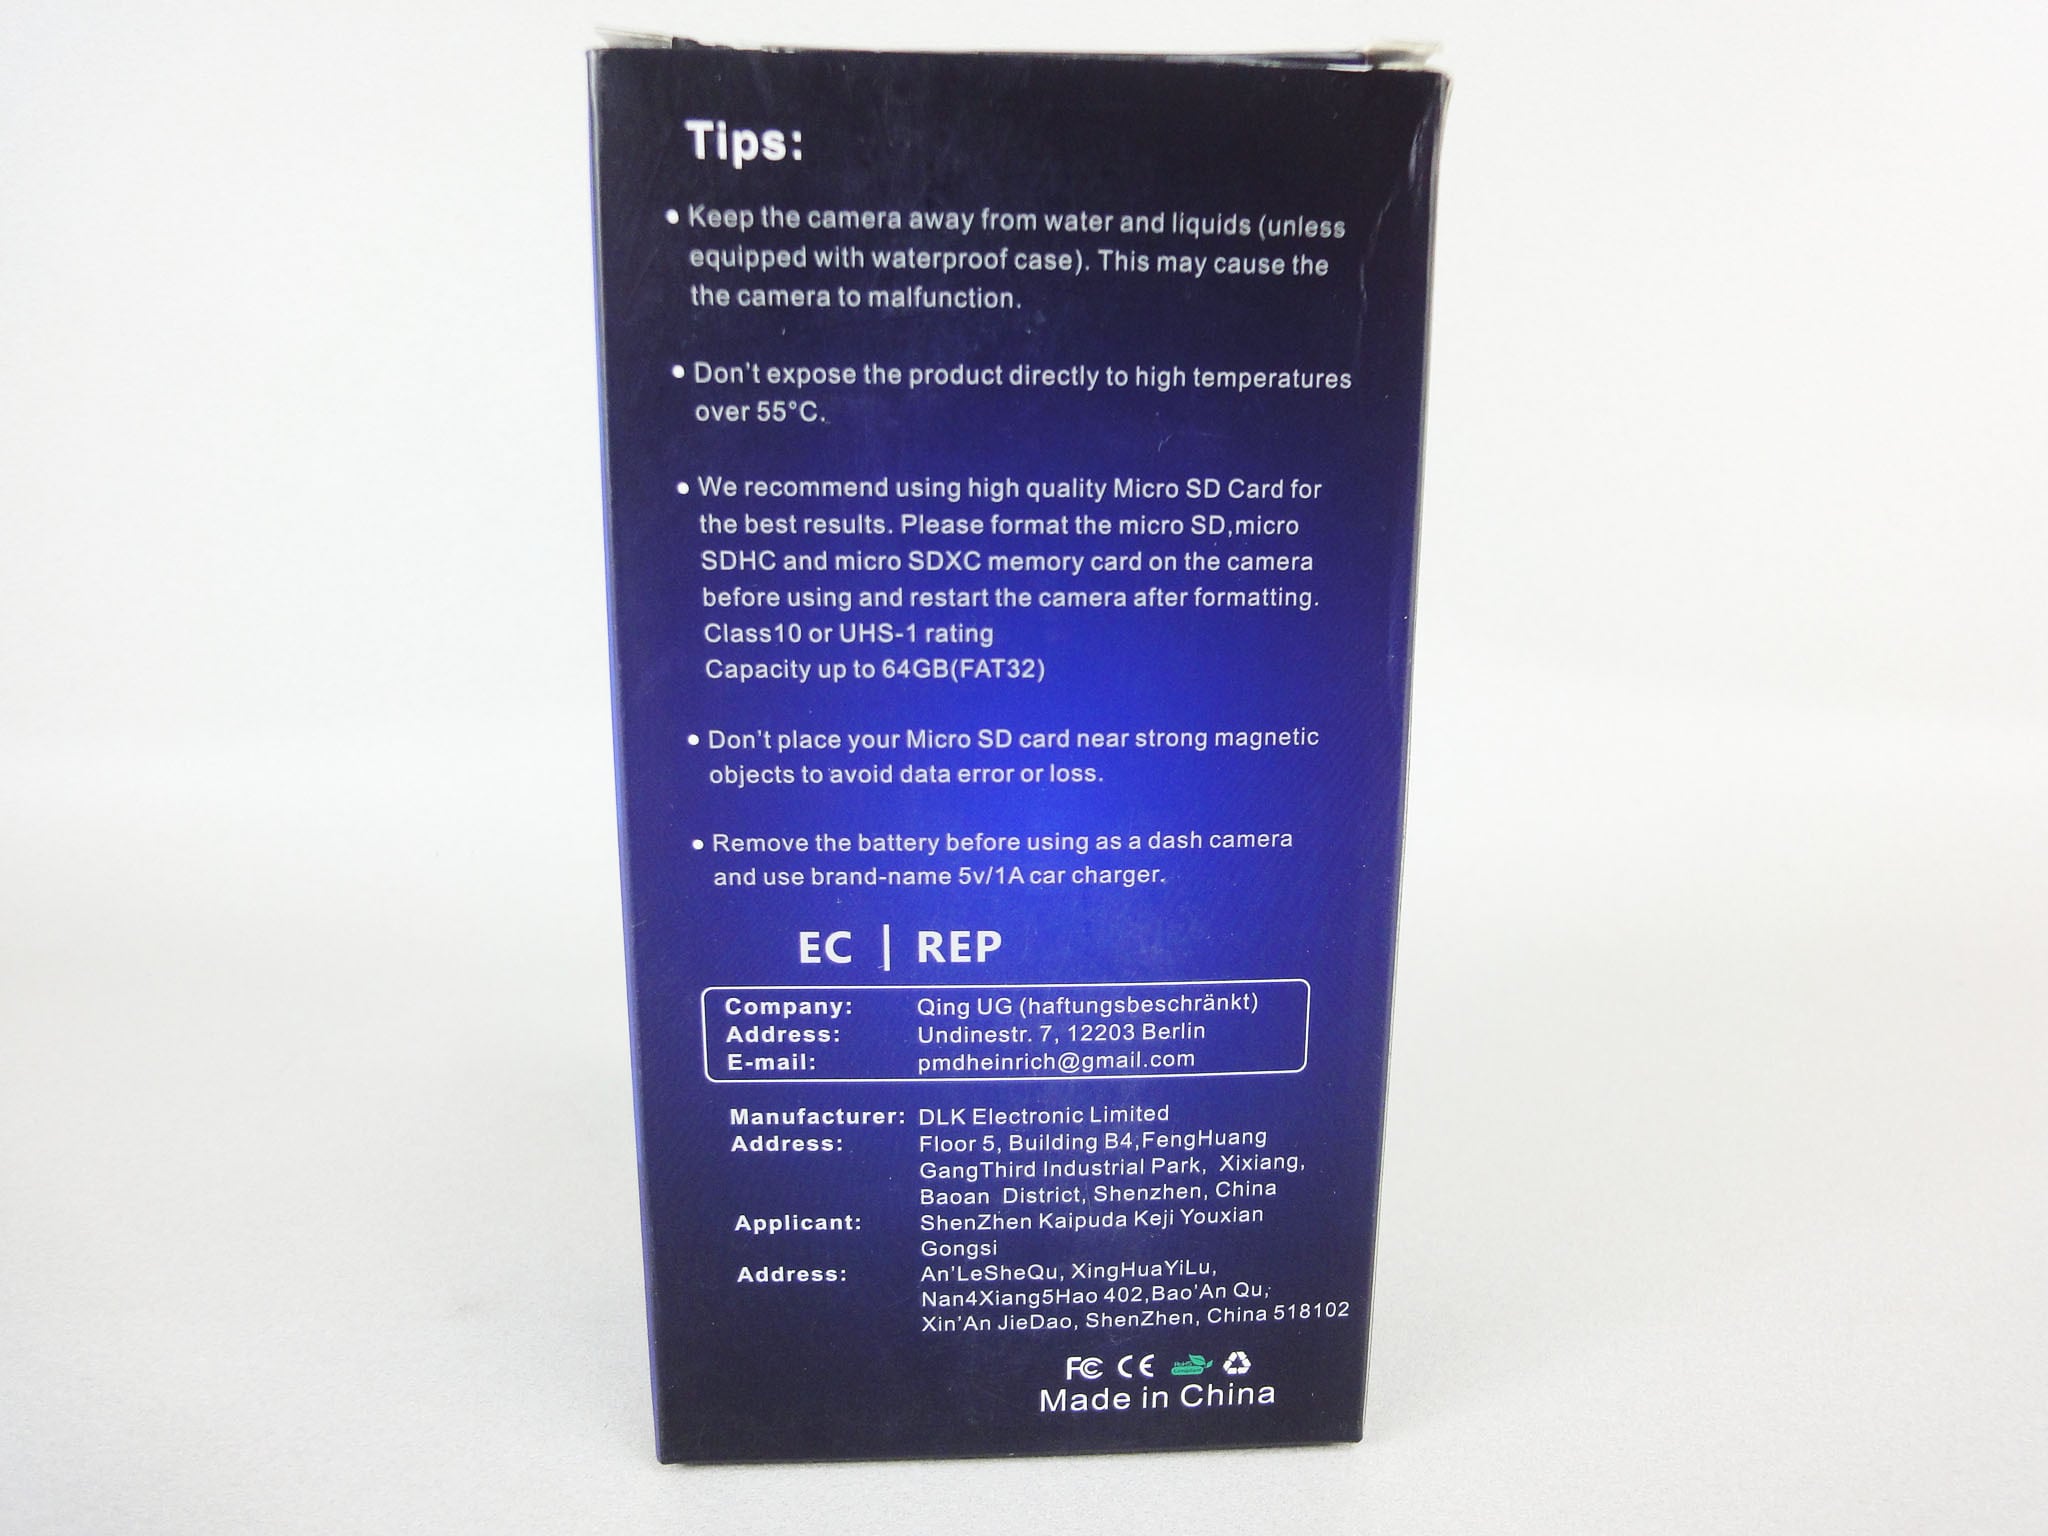 Tips:
• Keep the camera away from water and liquids (unless
equipped with waterproof case). This may cause the
the camera to malfunction.
• Don't expose the product directly to high temperatures
over 55°C.
• We recommend using high quality Micro SD Card for
the best results. Please format the micro SD,micro
SDHC and micro SDXC memory card on the camera
before using and restart the camera after formatting.
Class10 or UHS-1 rating
Capacity up to 64GB(FAT32)
• Don't place your Micro SD card near strong magnetic
objects to avoid data error or loss.
• Remove the battery before using as a dash camera
and use brand-name 5v/1A car charger.
EC | REP
Company: Qing UG (haftungsbeschränkt)
Address: Undinestr. 7, 12203 Berlin
E-mail: pmdheinrich@gmail.com
Manufacturer: DLK Electronic Limited
Address: Floor 5, Building B4,FengHuang
GangThird Industrial Park, Xixiang,
Baoan District, Shenzhen, China
Applicant: ShenZhen Kaipuda Keji Youxian
Gongsi
Address: An'LeSheQu, XingHuaYiLu,
Nan4Xiang5Hao 402,Bao'An Qu,
Xin'An JieDao, ShenZhen, China 518102
FC CE RoHS
Made in China